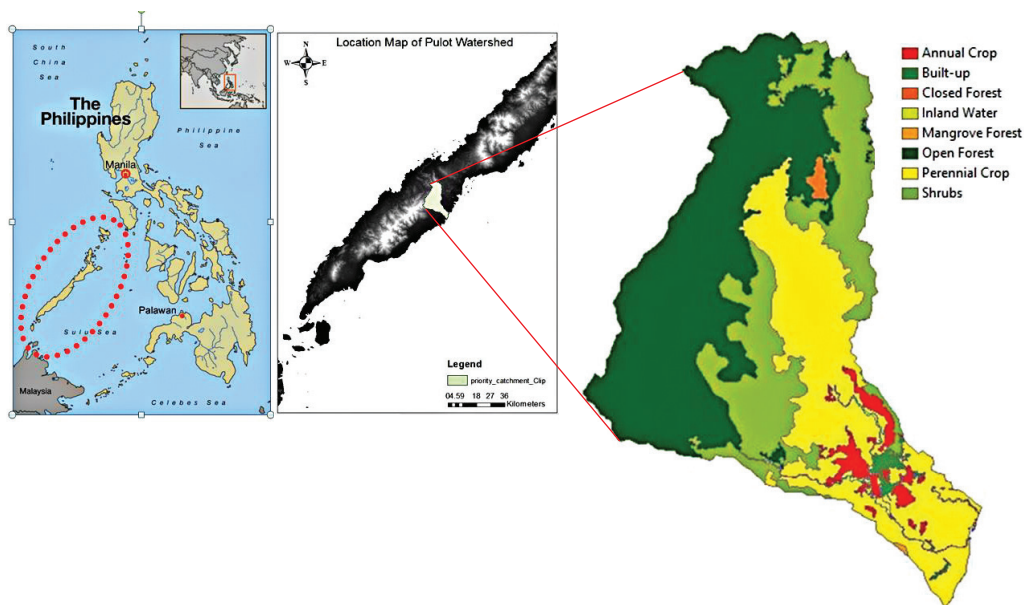 South
China
Sea
The
Philippines
Philippine
Sea
Manila
Palawan
Sulu Sea
Malaysia
Celebes Sea
Location Map of Pulot Watershed
N
W E
S
Legend
priority_catchment_Clip
04.59 18 27 36
Kilometers
Annual Crop
Built-up
Closed Forest
Inland Water
Mangrove Forest
Open Forest
Perennial Crop
Shrubs